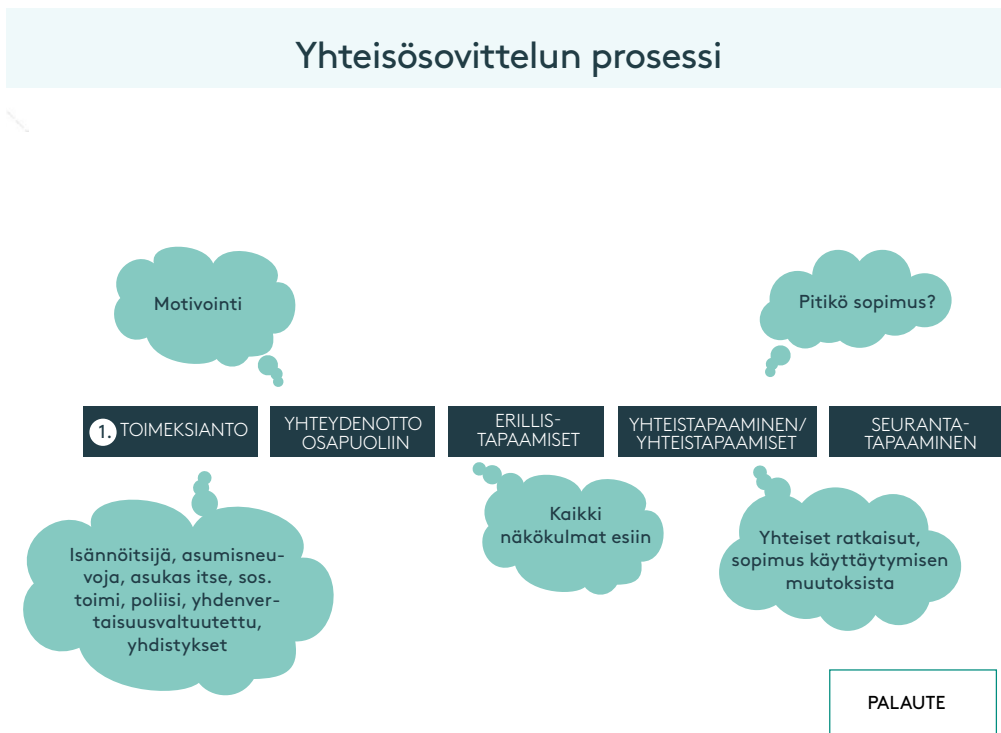 Yhteisösovittelun prosessi
Motivointi
Pitikö sopimus?
1. TOIMEKSIANTO
YHTEYDENOTTO
OSAPUOLIIN
ERILLIS-
TAPAAMISET
YHTEISTAPAAMINEN/
YHTEISTAPAAMISET
SEURANTA-
TAPAAMINEN
Isännöitsijä, asumisneu-
voja, asukas itse, sos.
toimi, poliisi, yhdenver-
taisuusvaltuutettu,
yhdistykset
Kaikki
näkökulmat esiin
Yhteiset ratkaisut,
sopimus käyttäytymisen
muutoksista
PALAUTE